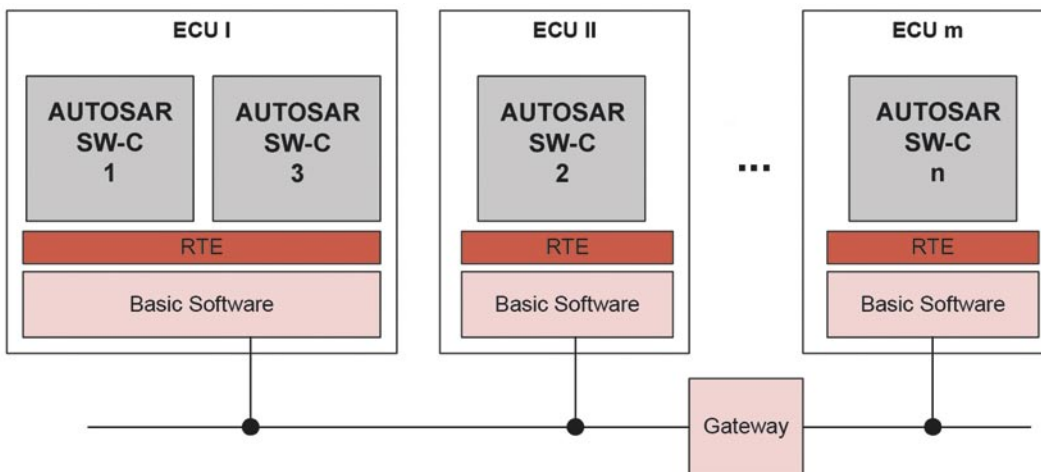 ECU I
AUTOSAR
SW-C
1
AUTOSAR
SW-C
3
RTE
Basic Software
ECU II
AUTOSAR
SW-C
2
RTE
Basic Software
...
ECU m
AUTOSAR
SW-C
n
RTE
Basic Software
Gateway